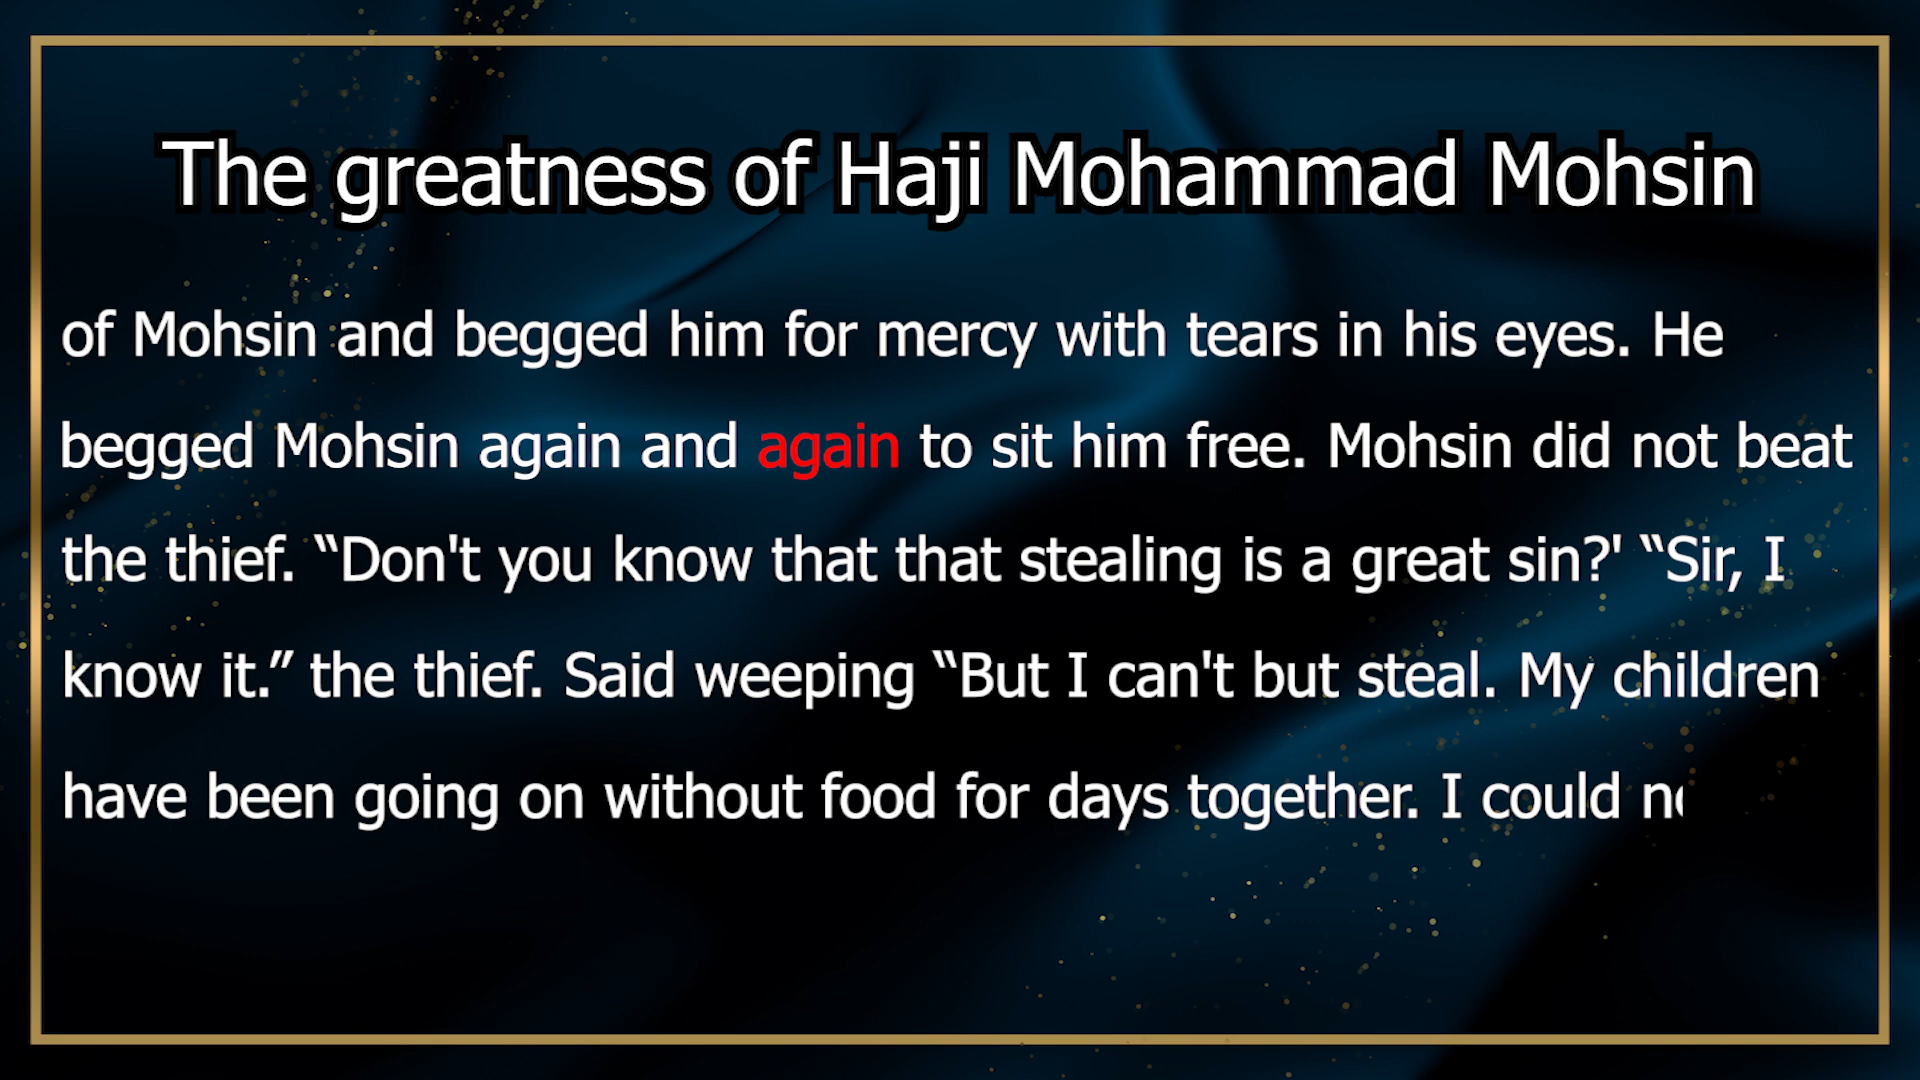 The greatness of Haji Mohammad Mohsin
of Mohsin and begged him for mercy with tears in his eyes. He
begged Mohsin again and again to sit him free. Mohsin did not beat
the thief. “Don't you know that that stealing is a great sin?' “Sir, I
know it.” the thief. Said weeping “But I can't but steal. My children
have been going on without food for days together. I could